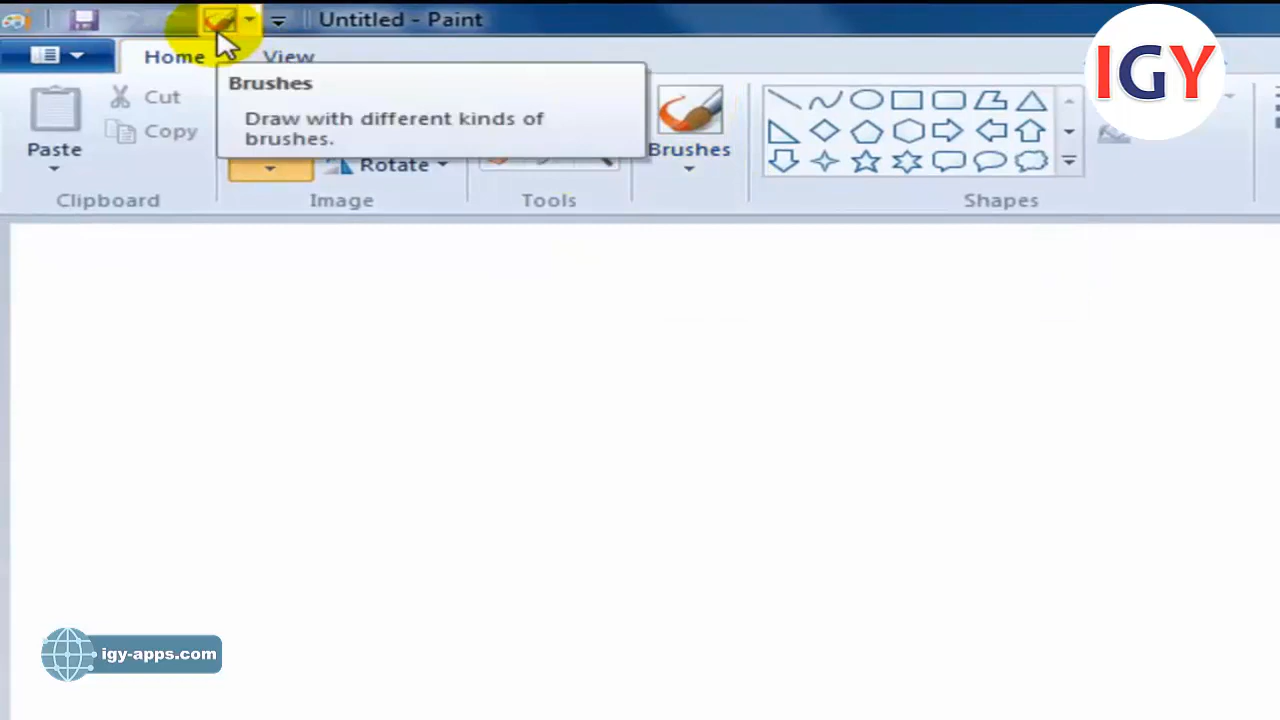 Untitled - Paint
IGY
Home
View
Brushes
Draw with different kinds of
brushes.
Cut
Copy
Paste
Rotate
Brushes
Clipboard
Image
Tools
Shapes
igy-apps.com